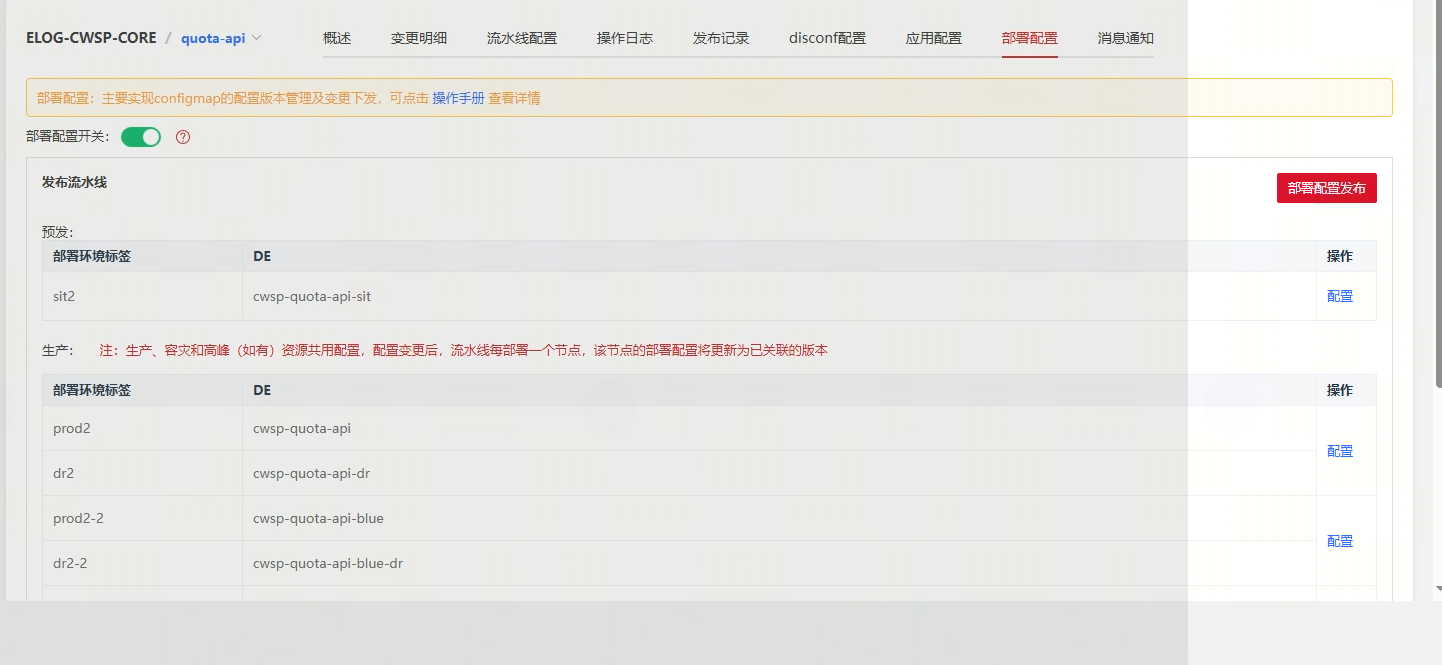 ELOG-CWSP-CORE / quota-api 概述 变更明细 流水线配置 操作日志 发布记录 disconf配置 应用配置 部署配置 消息通知
部署配置：主要实现configmap的配置版本管理及变更下发，可点击 操作手册 查看详情
部署配置开关：
发布流水线 部署配置发布
预发：
部署环境标签 DE 操作
sit2 cwsp-quota-api-sit 配置
生产： 注：生产、容灾和高峰（如有）资源共用配置，配置变更后，流水线每部署一个节点，该节点的部署配置将更新为已关联的版本
部署环境标签 DE 操作
prod2 cwsp-quota-api 配置
dr2 cwsp-quota-api-dr
prod2-2 cwsp-quota-api-blue 配置
dr2-2 cwsp-quota-api-blue-dr